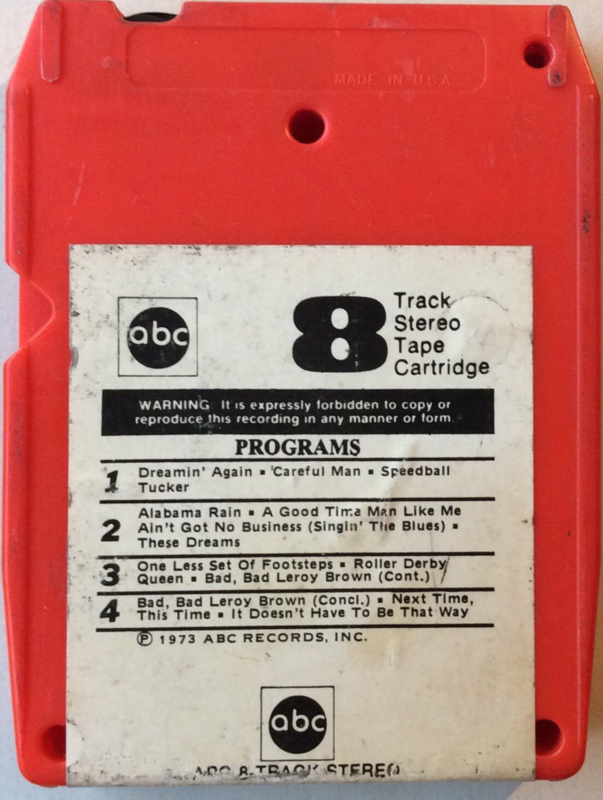 MADE IN U.S.A.
abc
8
Track
Stereo
Tape
Cartridge
WARNING: It is expressly forbidden to copy or
reproduce this recording in any manner or form
PROGRAMS
1 Dreamin' Again ▪ Careful Man ▪ Speedball
Tucker
2 Alabama Rain ▪ A Good Time Man Like Me
Ain't Got No Business (Singin' The Blues) ▪
These Dreams
3 One Less Set Of Footsteps ▪ Roller Derby
Queen ▪ Bad, Bad Leroy Brown (Cont.)
4 Bad, Bad Leroy Brown (Concl.) ▪ Next Time,
This Time ▪ It Doesn't Have To Be That Way
Ⓟ 1973 ABC RECORDS, INC.
abc
ABC 8-TRACK STEREO